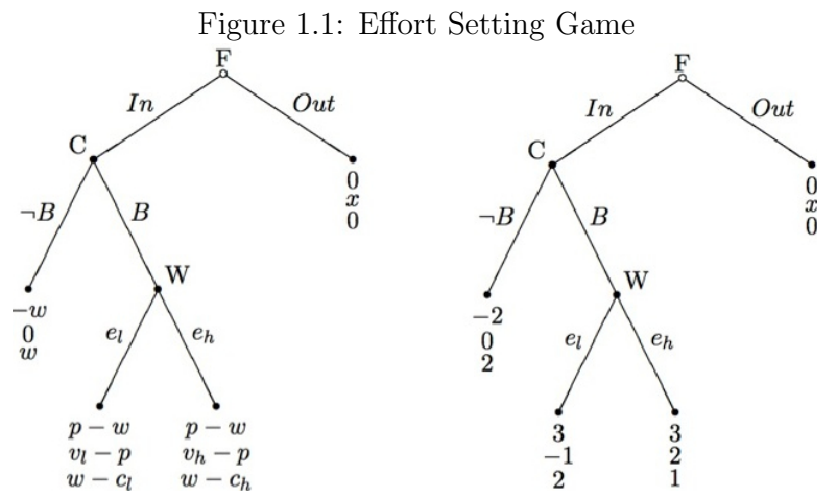 Figure 1.1: Effort Setting Game
F
In
Out
C
0
x
0
¬B
B
W
−w
0
w
e_l
e_h
p − w
v_l − p
w − c_l
p − w
v_h − p
w − c_h
F
In
Out
C
0
x
0
¬B
B
W
−2
0
2
e_l
e_h
3
−1
2
3
2
1